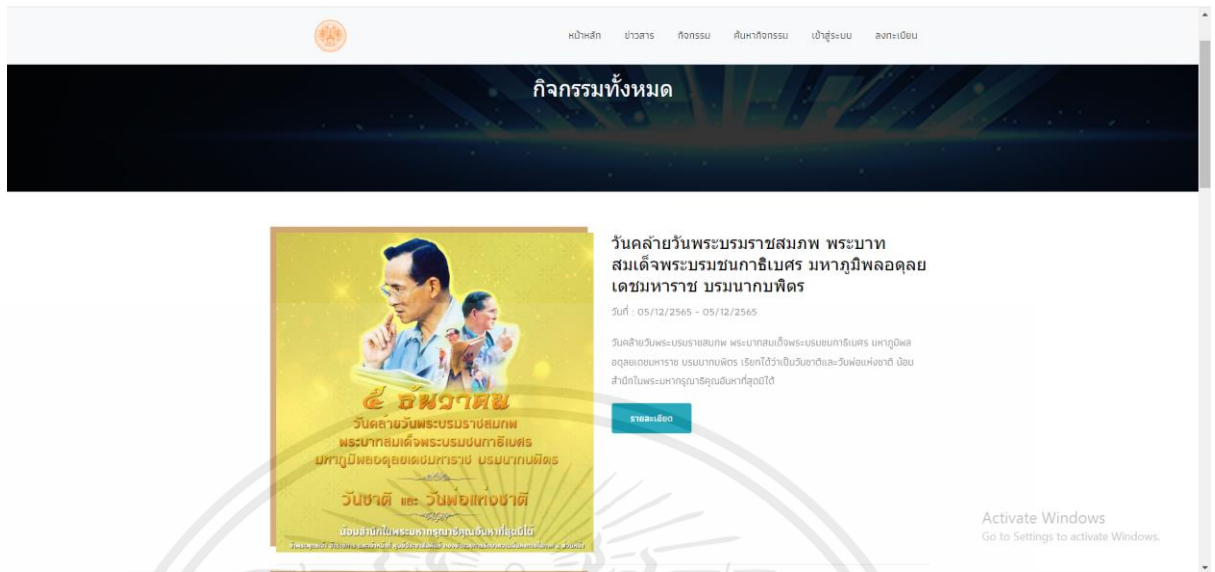 หน้าหลัก ข่าวสาร กิจกรรม ค้นหากิจกรรม เข้าสู่ระบบ ลงทะเบียน
กิจกรรมทั้งหมด
วันคล้ายวันพระบรมราชสมภพ พระบาท
สมเด็จพระบรมชนกาธิเบศร มหาภูมิพลอดุลย
เดชมหาราช บรมนากบพิตร
วันที่ : 05/12/2565 - 05/12/2565
วันคล้ายวันพระบรมราชสมภพ พระบาทสมเด็จพระบรมชนกาธิเบศร มหาภูมิพล
อดุลยเดชมหาราช บรมนาถบพิตร เรียกได้ว่าเป็นวันชาติและวันพ่อแห่งชาติ น้อม
สำนึกในพระมหากรุณาธิคุณอันหาที่สุดมิได้
รายละเอียด
๕ ธันวาคม
วันคล้ายวันพระบรมราชสมภพ
พระบาทสมเด็จพระบรมชนกาธิเบศร
มหาภูมิพลอดุลยเดชมหาราช บรมนาถบพิตร
วันชาติ และ วันพ่อแห่งชาติ
น้อมสำนึกในพระมหากรุณาธิคุณอันหาที่สุดมิได้
Activate Windows
Go to Settings to activate Windows.